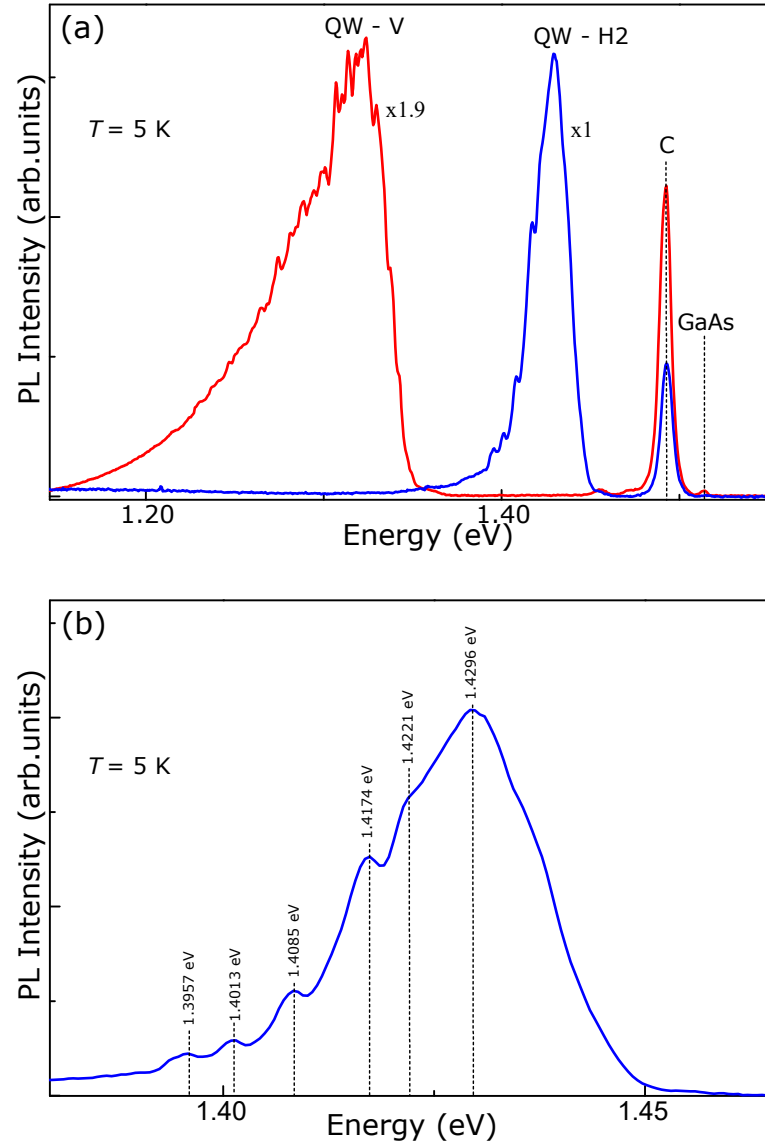 (a)
QW - V
QW - H2
x1.9
x1
T = 5 K
C
GaAs
PL Intensity (arb.units)
1.20
1.40
Energy (eV)
(b)
T = 5 K
1.3957 eV
1.4013 eV
1.4085 eV
1.4174 eV
1.4221 eV
1.4296 eV
PL Intensity (arb.units)
1.40
1.45
Energy (eV)